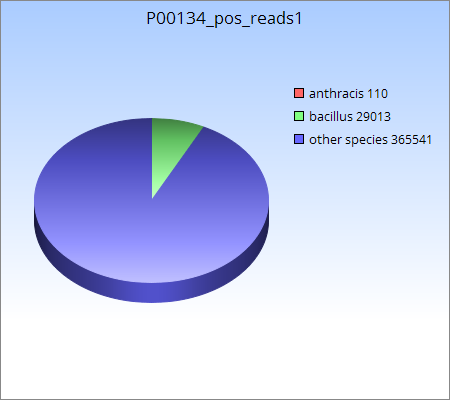 P00134_pos_reads1
anthracis 110
bacillus 29013
other species 365541